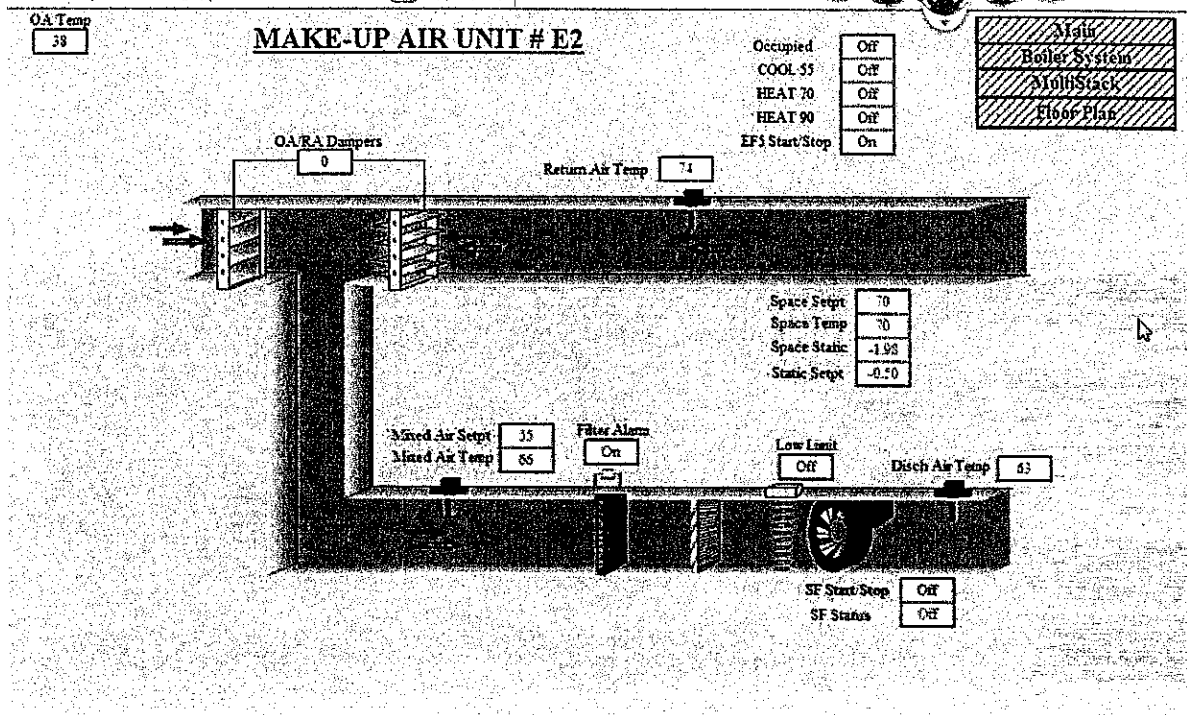 OA Temp
38
MAKE-UP AIR UNIT # E2
Occupied Off
COOL 55 Off
HEAT 70 Off
HEAT 90 Off
EF5 Start/Stop On
Main
Boiler System
MultiStack
Floor Plan
OA/RA Dampers
0
Return Air Temp 74
Space Setpt 70
Space Temp 70
Space Static -1.98
Static Setpt -0.50
Mixed Air Setpt 55
Mixed Air Temp 66
Filter Alarm
On
Low Limit
Off
Disch Air Temp 63
SF Start/Stop Off
SF Status Off